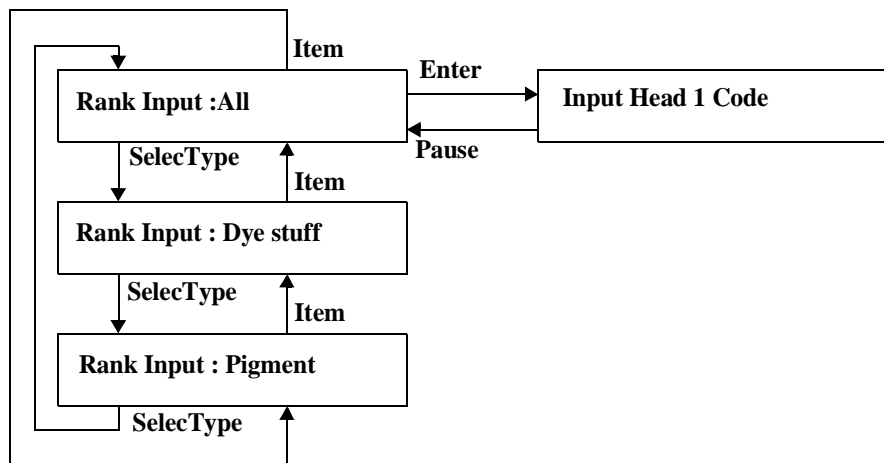 Item
Rank Input :All
Enter
Input Head 1 Code
Pause
SelecType
Item
Rank Input : Dye stuff
SelecType
Item
Rank Input : Pigment
SelecType